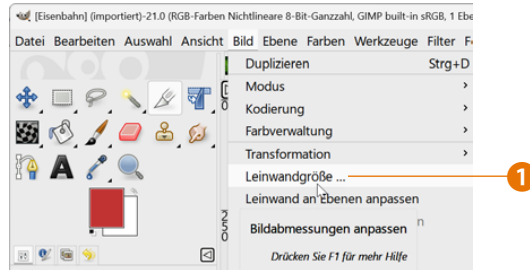 [Eisenbahn] (importiert)-21.0 (RGB-Farben Nichtlineare 8-Bit-Ganzzahl, GIMP built-in sRGB, 1 Ebe
Datei Bearbeiten Auswahl Ansicht Bild Ebene Farben Werkzeuge Filter
Duplizieren Strg+D
Modus
Kodierung
Farbverwaltung
Transformation
Leinwandgröße ... 1
Leinwand an Ebenen anpassen
Bildabmessungen anpassen
Drücken Sie F1 für mehr Hilfe